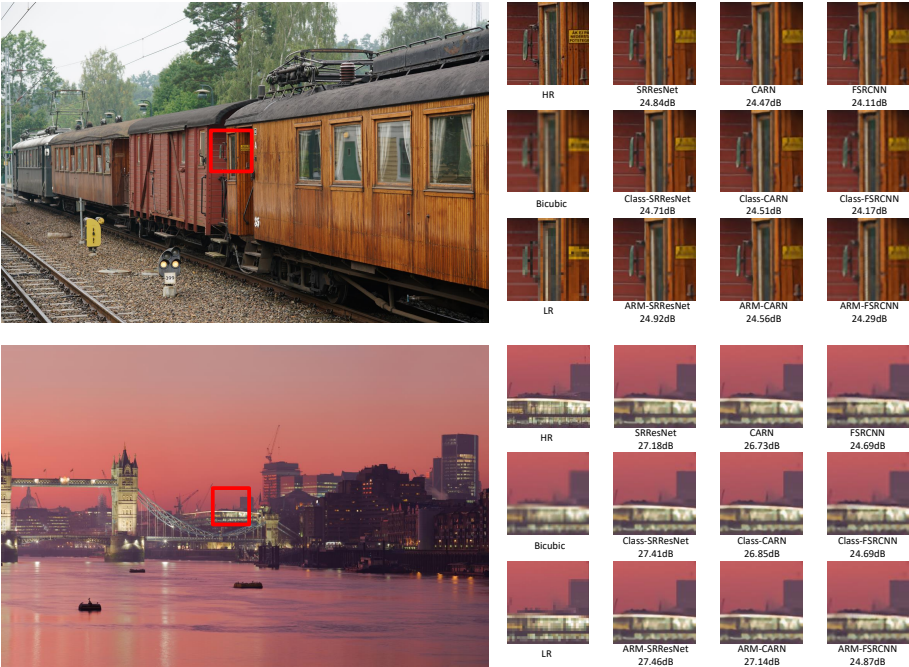 HR
SRResNet
24.84dB
CARN
24.47dB
FSRCNN
24.11dB
Bicubic
Class-SRResNet
24.71dB
Class-CARN
24.51dB
Class-FSRCNN
24.17dB
LR
ARM-SRResNet
24.92dB
ARM-CARN
24.56dB
ARM-FSRCNN
24.29dB
HR
SRResNet
27.18dB
CARN
26.73dB
FSRCNN
24.69dB
Bicubic
Class-SRResNet
27.41dB
Class-CARN
26.85dB
Class-FSRCNN
24.69dB
LR
ARM-SRResNet
27.46dB
ARM-CARN
27.14dB
ARM-FSRCNN
24.87dB